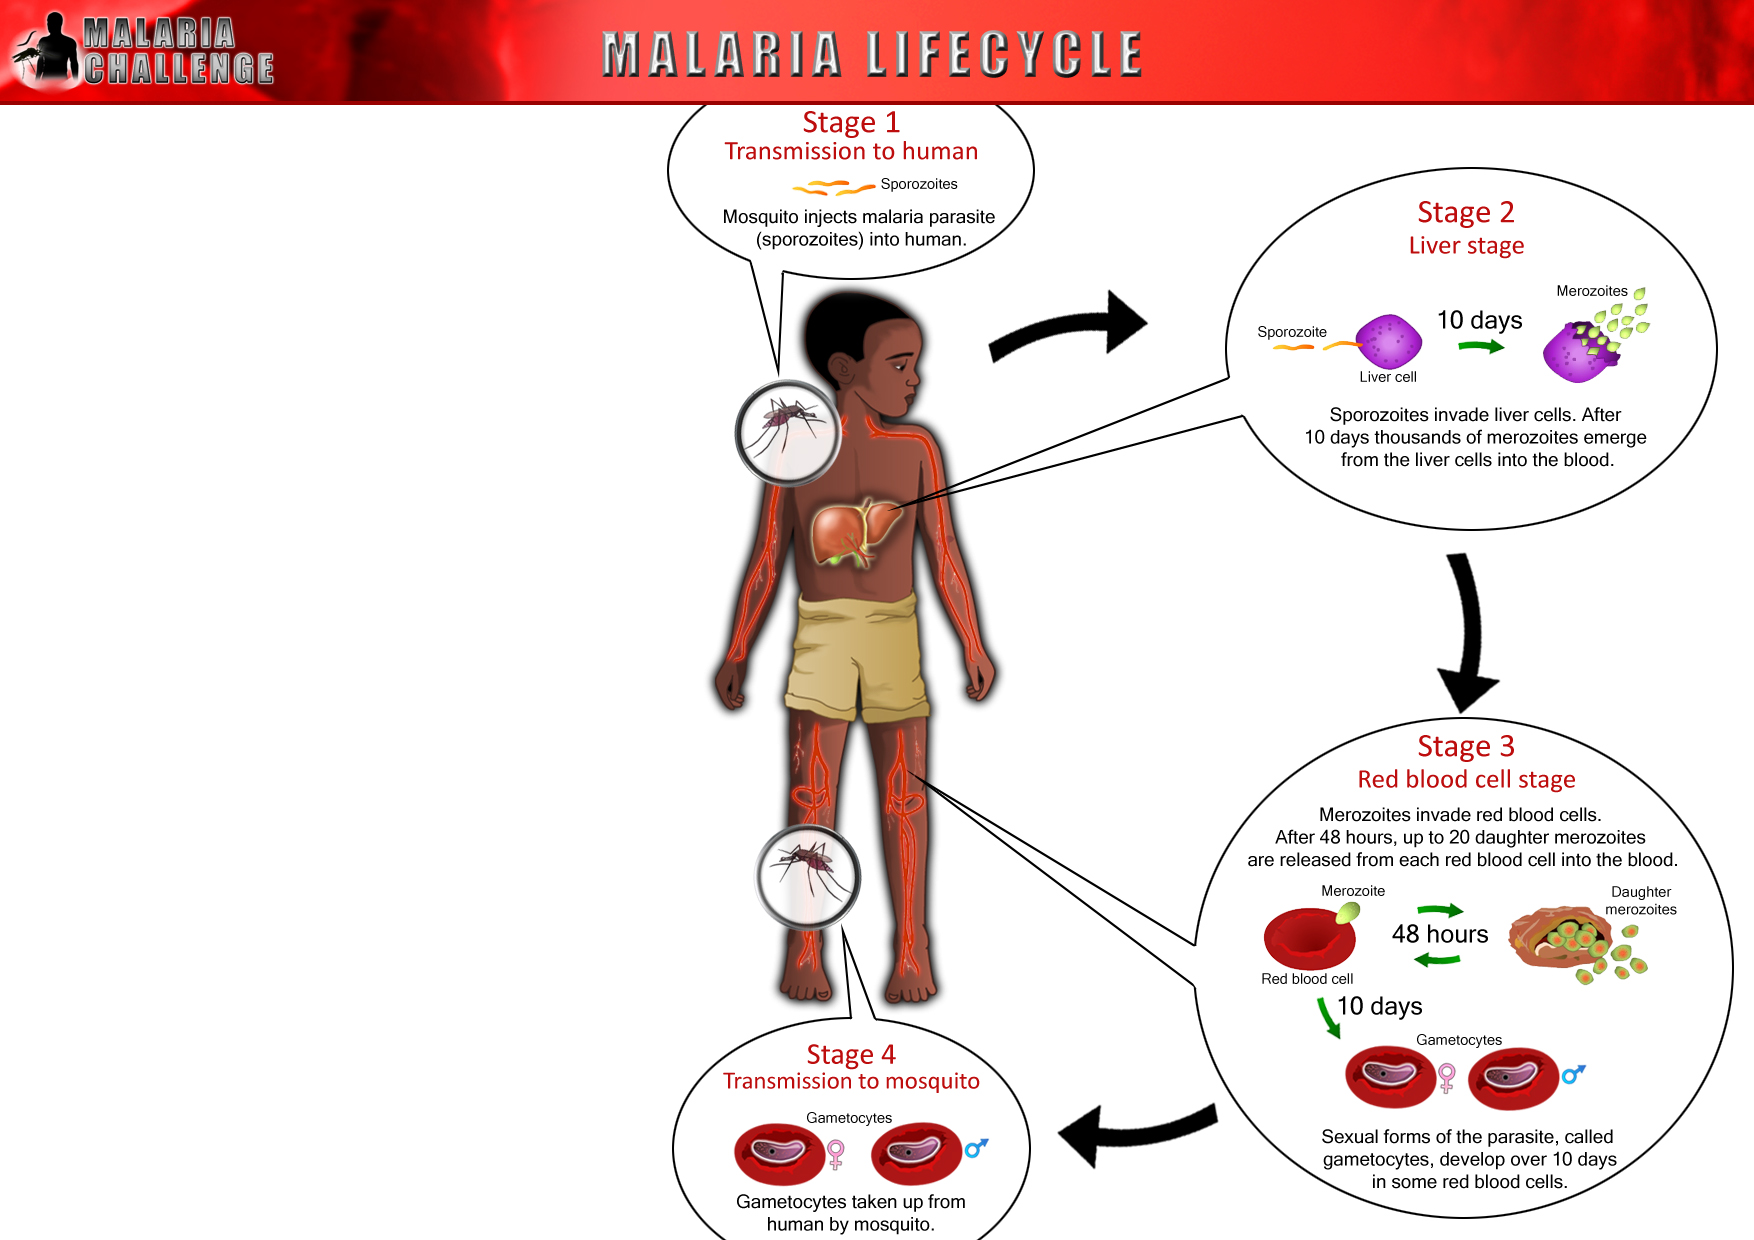 MALARIA
CHALLENGE
MALARIA LIFECYCLE
Stage 1
Transmission to human
Sporozoites
Mosquito injects malaria parasite
(sporozoites) into human.
Stage 2
Liver stage
Merozoites
10 days
Sporozoite
Liver cell
Sporozoites invade liver cells. After
10 days thousands of merozoites emerge
from the liver cells into the blood.
Stage 3
Red blood cell stage
Merozoites invade red blood cells.
After 48 hours, up to 20 daughter merozoites
are released from each red blood cell into the blood.
Merozoite
Daughter
merozoites
48 hours
Red blood cell
10 days
Gametocytes
Sexual forms of the parasite, called
gametocytes, develop over 10 days
in some red blood cells.
Stage 4
Transmission to mosquito
Gametocytes
Gametocytes taken up from
human by mosquito.